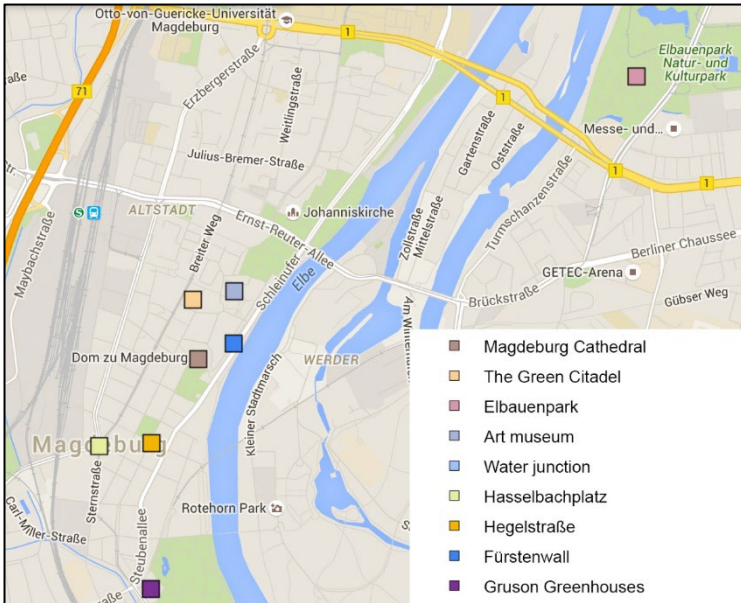 Otto-von-Guericke-Universität
Magdeburg
1
Elbauenpark
Natur- und
Kulturpark
71
Erzbergerstraße
Weitlingstraße
Gartenstraße
Oststraße
1
Messe- und...
Julius-Bremer-Straße
1
1
Str.
ALTSTADT
S
Johanniskirche
Maybachstraße
Breiter Weg
Ernst-Reuter-Allee
Zollstraße
Mittelstraße
Turmschanzenstraße
Berliner Chaussee
Schleinufer
Elbe
GETEC-Arena
Brückstraße
Gübser Weg
Dom zu Magdeburg
WERDER
Kleiner Stadtmarsch
Magdeburg
Sternstraße
Carl-Miller-Straße
Rotehorn Park
Steubenallee
Magdeburg Cathedral
The Green Citadel
Elbauenpark
Art museum
Water junction
Hasselbachplatz
Hegelstraße
Fürstenwall
Gruson Greenhouses